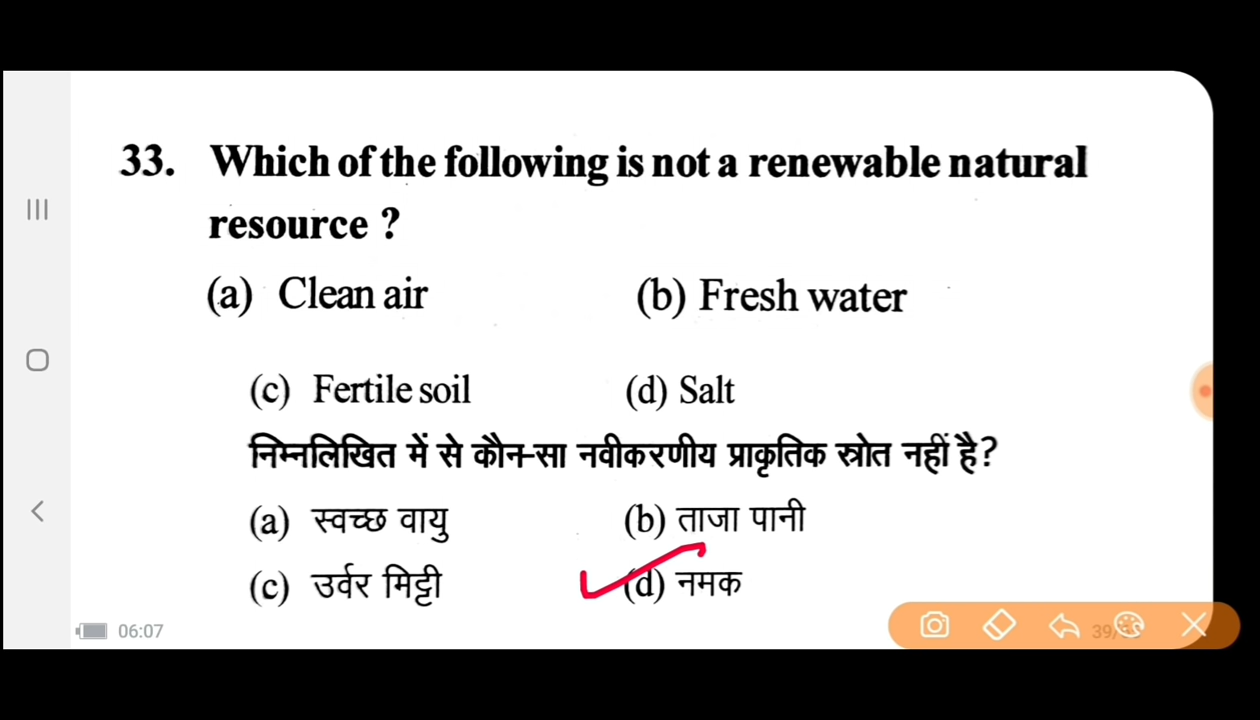 33. Which of the following is not a renewable natural
resource ?
(a) Clean air (b) Fresh water
(c) Fertile soil (d) Salt
निम्नलिखित में से कौन-सा नवीकरणीय प्राकृतिक स्त्रोत नहीं है?
(a) स्वच्छ वायु (b) ताजा पानी
(c) उर्वर मिट्टी (d) नमक
06:07